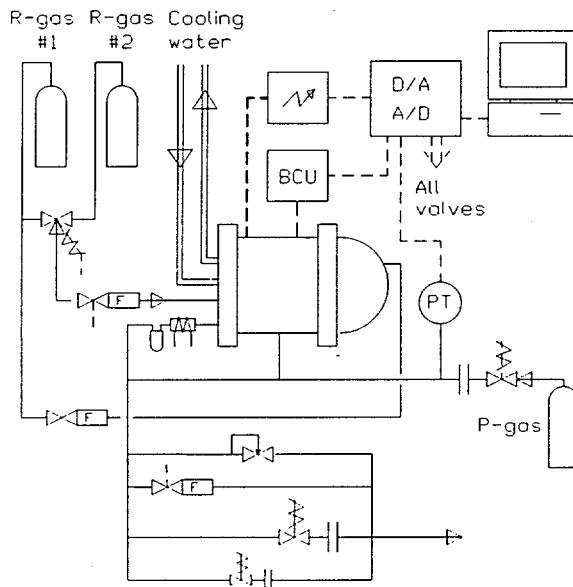 R-gas R-gas Cooling
#1 #2 water
D/A
A/D
BCU
All
valves
PT
F
F
P-gas
F